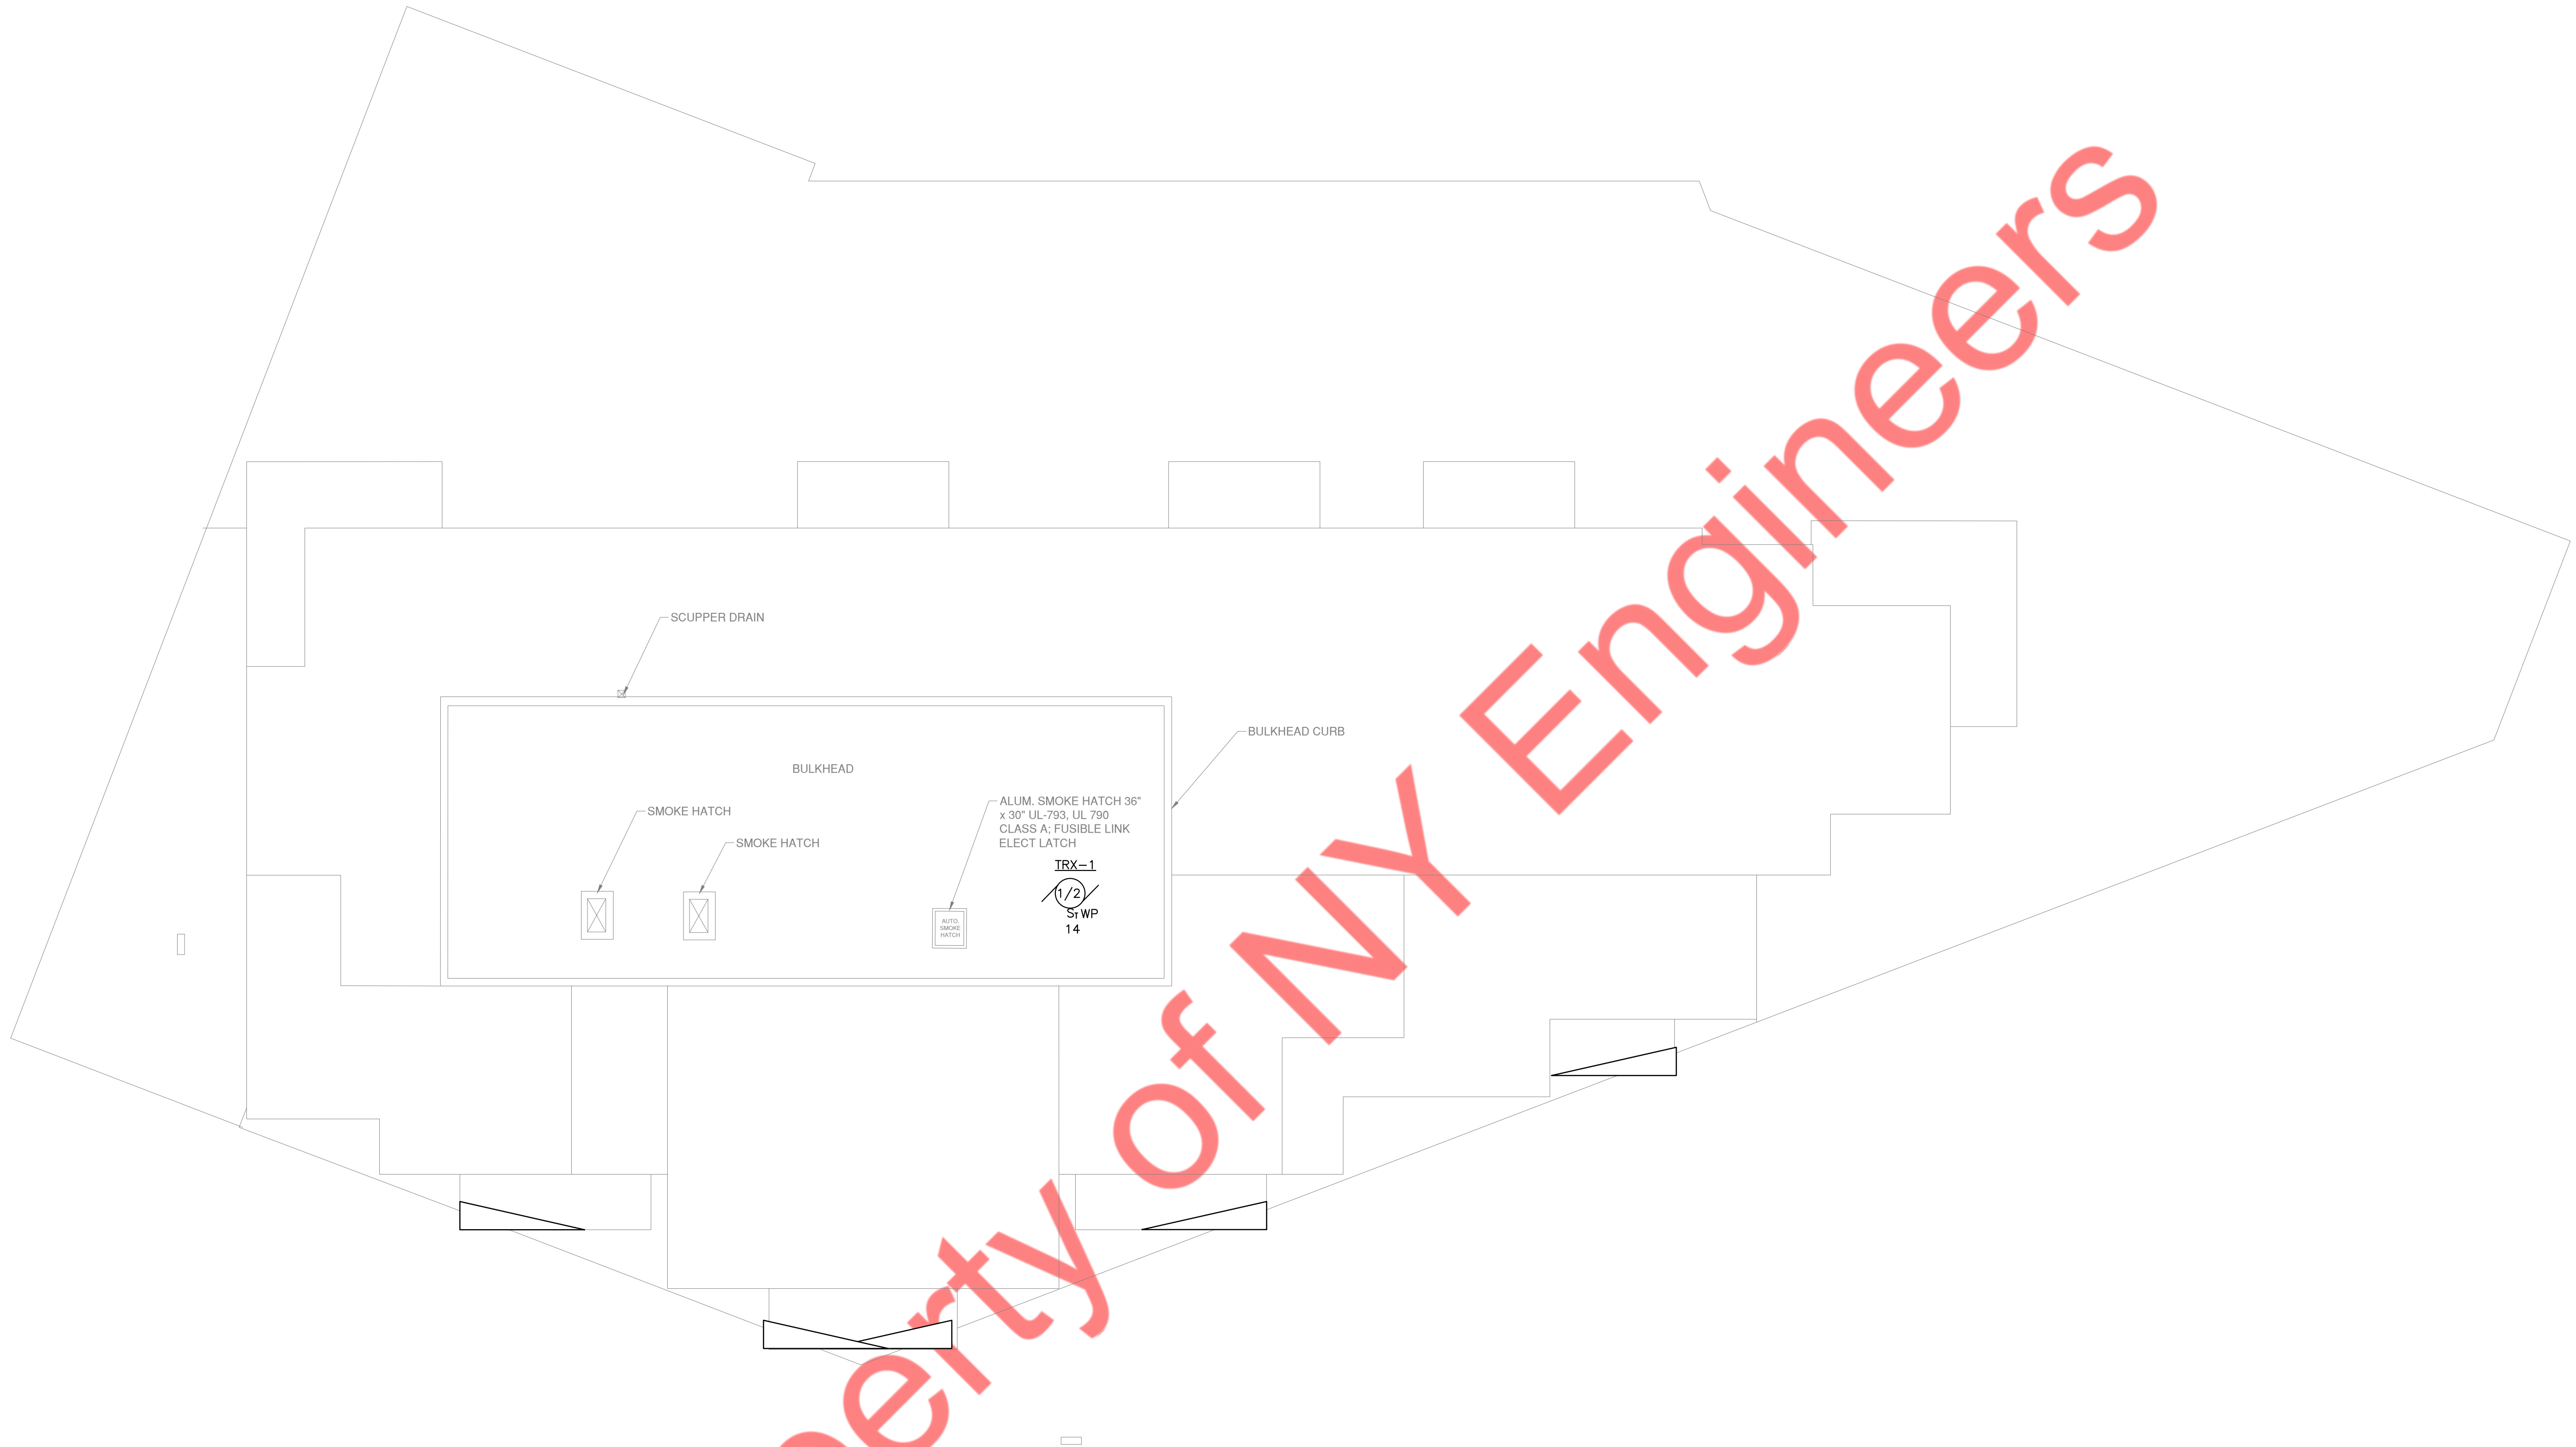 SCUPPER DRAIN
BULKHEAD CURB
BULKHEAD
SMOKE HATCH
SMOKE HATCH
ALUM. SMOKE HATCH 36"
x 30" UL-793, UL 790
CLASS A; FUSIBLE LINK
ELECT LATCH
TRX-1
1/2
ST WP
14
AUTO.
SMOKE
HATCH
erty of NY Engineers